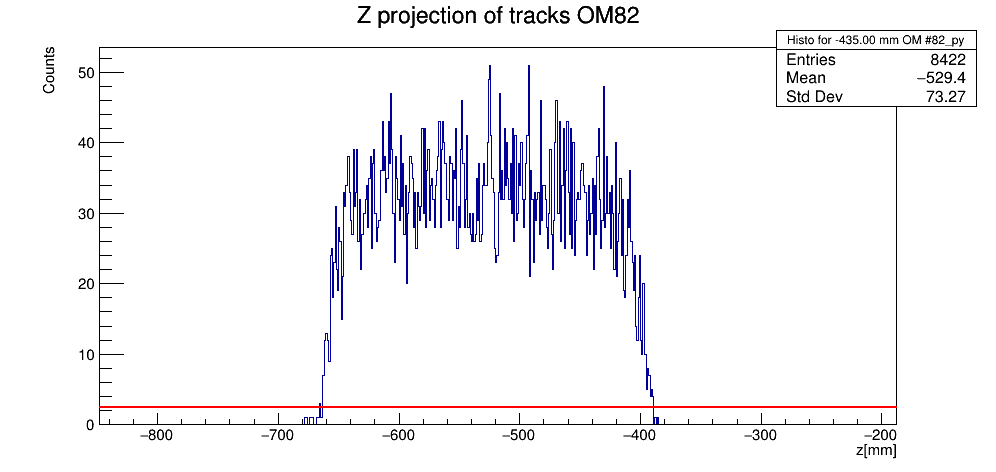 Z projection of tracks OM82
Histo for -435.00 mm OM #82_py
Entries 8422
Mean −529.4
Std Dev 73.27
Counts
50
40
30
20
10
0
−800 −700 −600 −500 −400 −300 −200
z[mm]